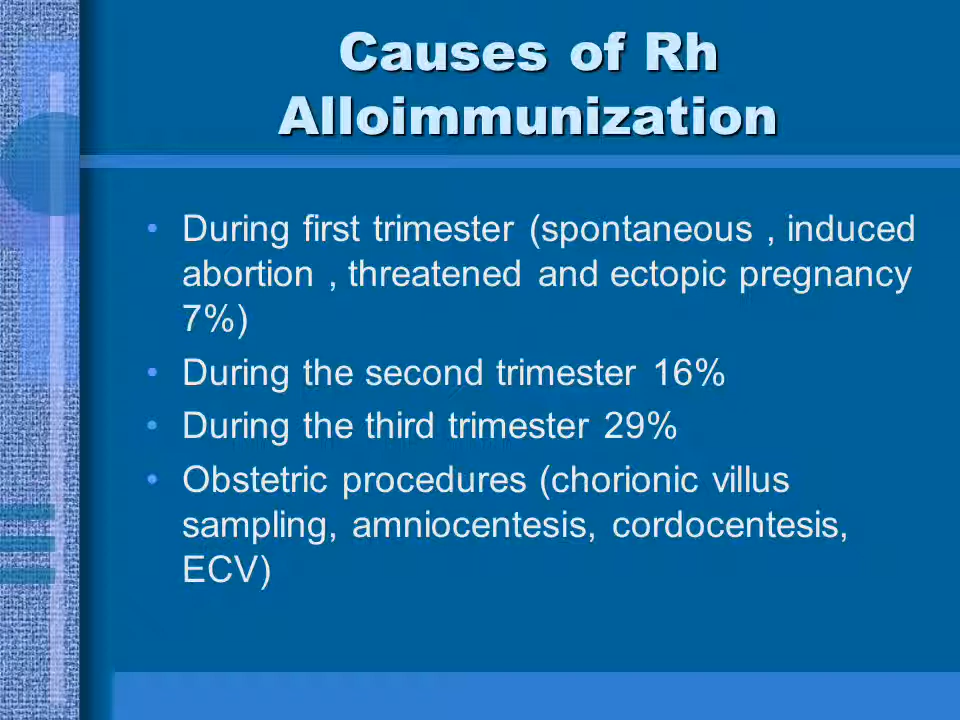 Causes of Rh
Alloimmunization
• During first trimester (spontaneous , induced
abortion , threatened and ectopic pregnancy
7%)
• During the second trimester 16%
• During the third trimester 29%
• Obstetric procedures (chorionic villus
sampling, amniocentesis, cordocentesis,
ECV)